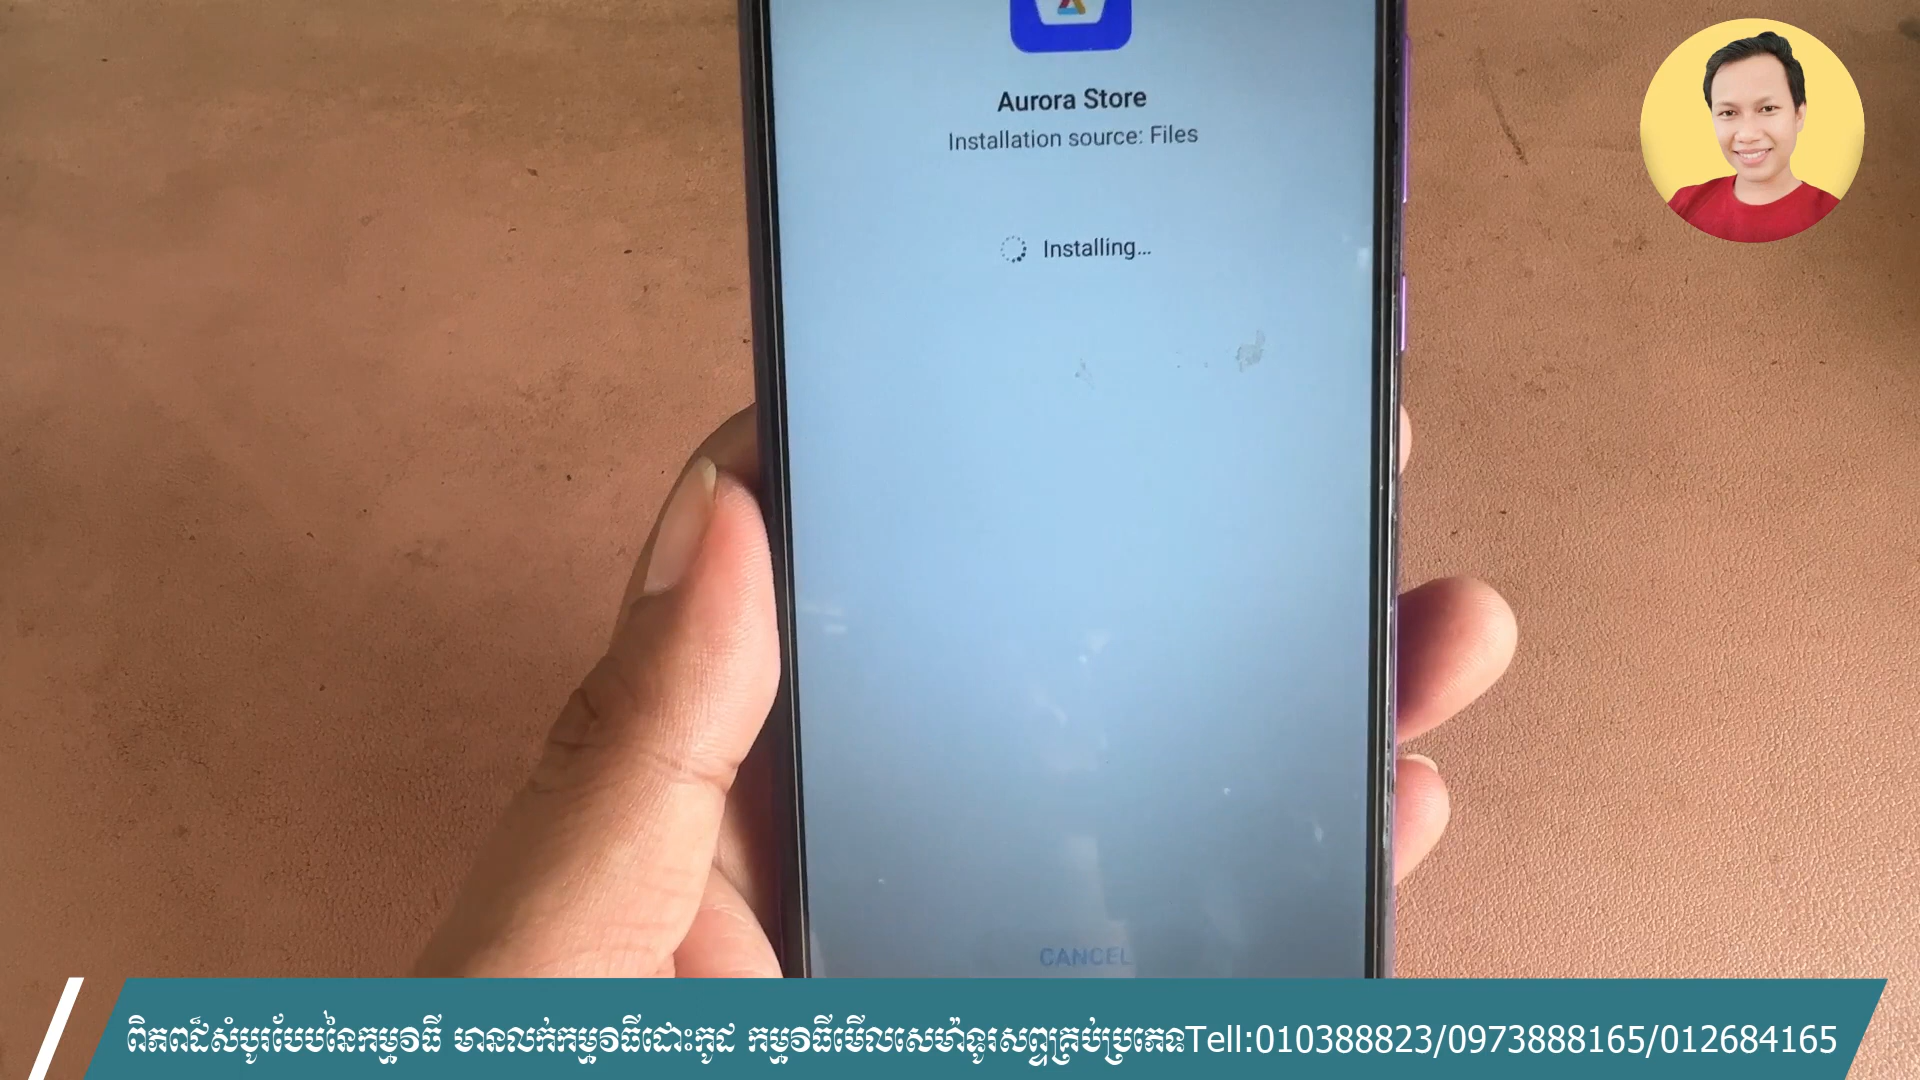 Aurora Store
Installation source: Files
Installing...
CANCEL
ពិភពដ៏សំបូរបែបនៃកម្មវិធី មានលក់កម្មវិធីដោះកូដ កម្មវិធីមើលសេម៉ាទូរសព្ទគ្រប់ប្រភេទTell:010388823/0973888165/012684165